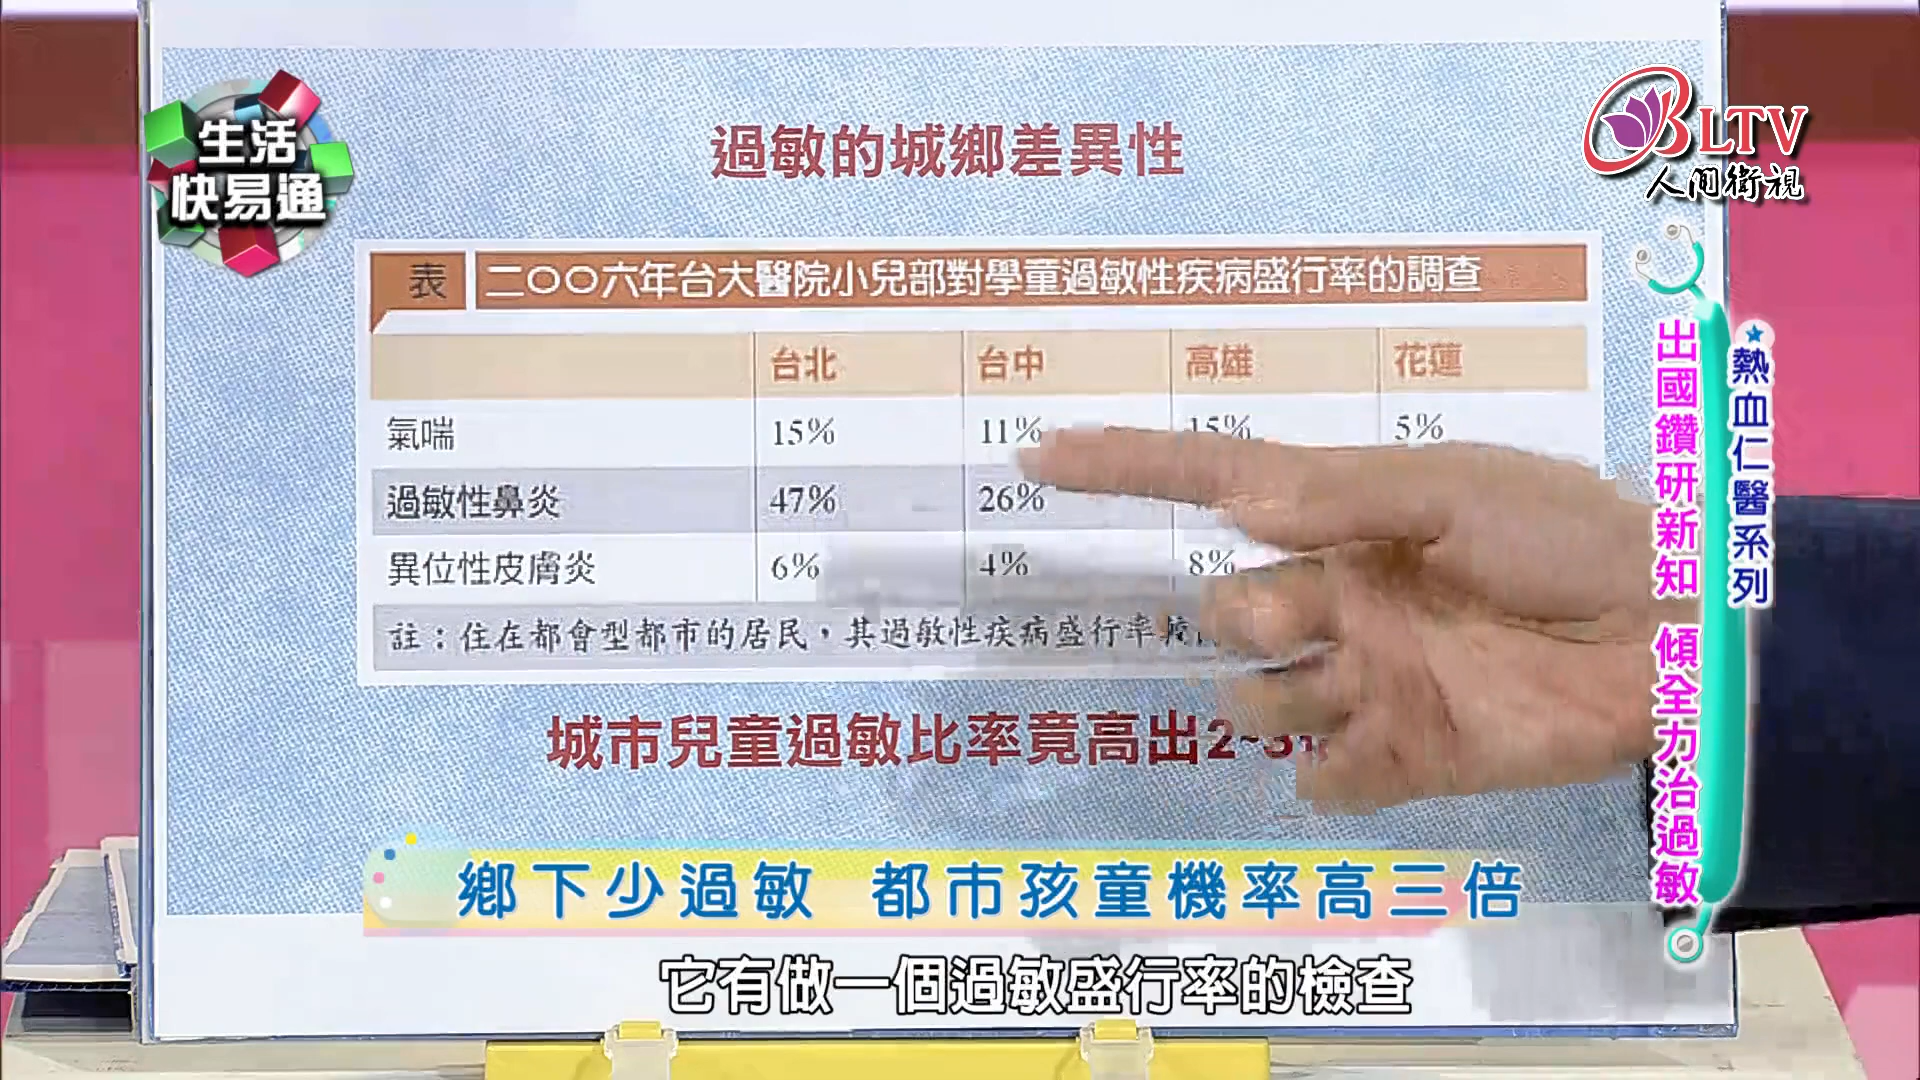 生活
快易通
BLTV
人間衛視
過敏的城鄉差異性
表 二〇〇六年台大醫院小兒部對學童過敏性疾病盛行率的調查
台北 台中 高雄 花蓮
氣喘 15% 11% 15% 5%
過敏性鼻炎 47% 26%
異位性皮膚炎 6% 4% 8%
註：住在都會型都市的居民，其過敏性疾病盛行率
城市兒童過敏比率竟高出2~3
熱血仁醫系列
出國鑽研新知 傾全力治過敏
鄉下少過敏 都市孩童機率高三倍
它有做一個過敏盛行率的檢查